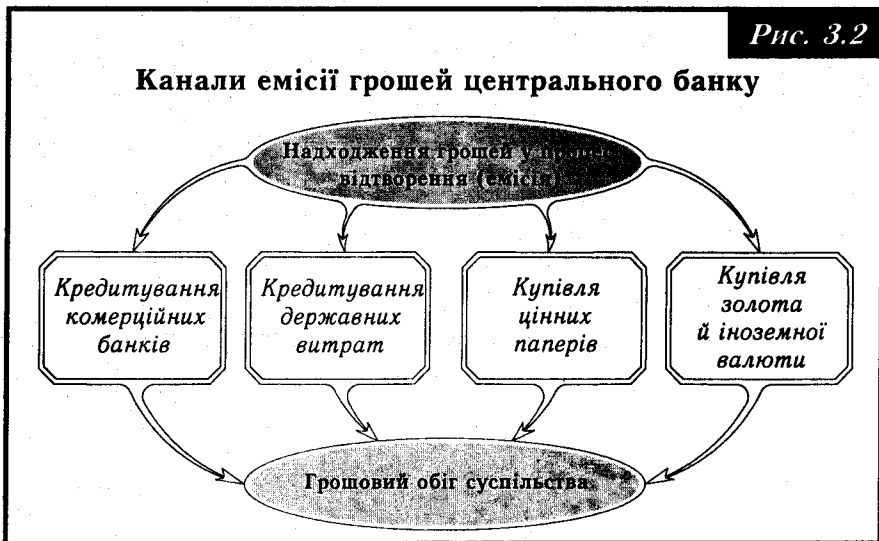 Рис. 3.2
Канали емісії грошей центрального банку
Надходження грошей у процес
відтворення (емісія)
Кредитування
комерційних
банків
Кредитування
державних
витрат
Купівля
цінних
паперів
Купівля
золота
й іноземної
валюти
Грошовий обіг суспільства